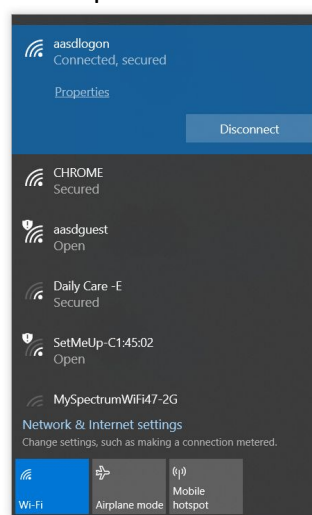 aasdlogon
Connected, secured
Properties
Disconnect
CHROME
Secured
aasdguest
Open
Daily Care -E
Secured
SetMeUp-C1:45:02
Open
MySpectrumWiFi47-2G
Network & Internet settings
Change settings, such as making a connection metered.
Wi-Fi
Airplane mode
Mobile
hotspot